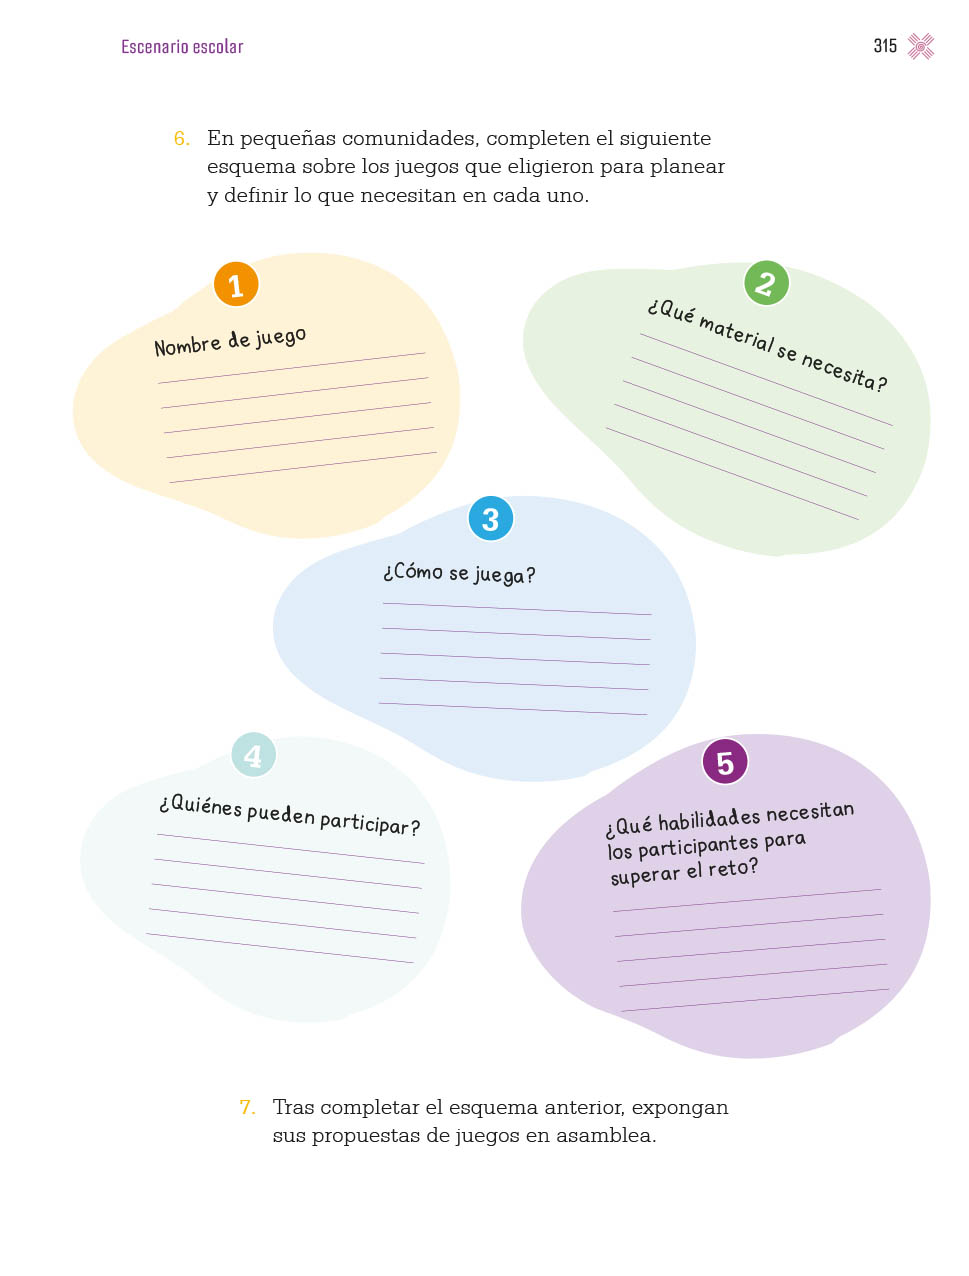 Escenario escolar
315
6. En pequeñas comunidades, completen el siguiente
esquema sobre los juegos que eligieron para planear
y definir lo que necesitan en cada uno.
1
Nombre de juego
2
¿Qué material se necesita?
3
¿Cómo se juega?
4
¿Quiénes pueden participar?
5
¿Qué habilidades necesitan
los participantes para
superar el reto?
7. Tras completar el esquema anterior, expongan
sus propuestas de juegos en asamblea.